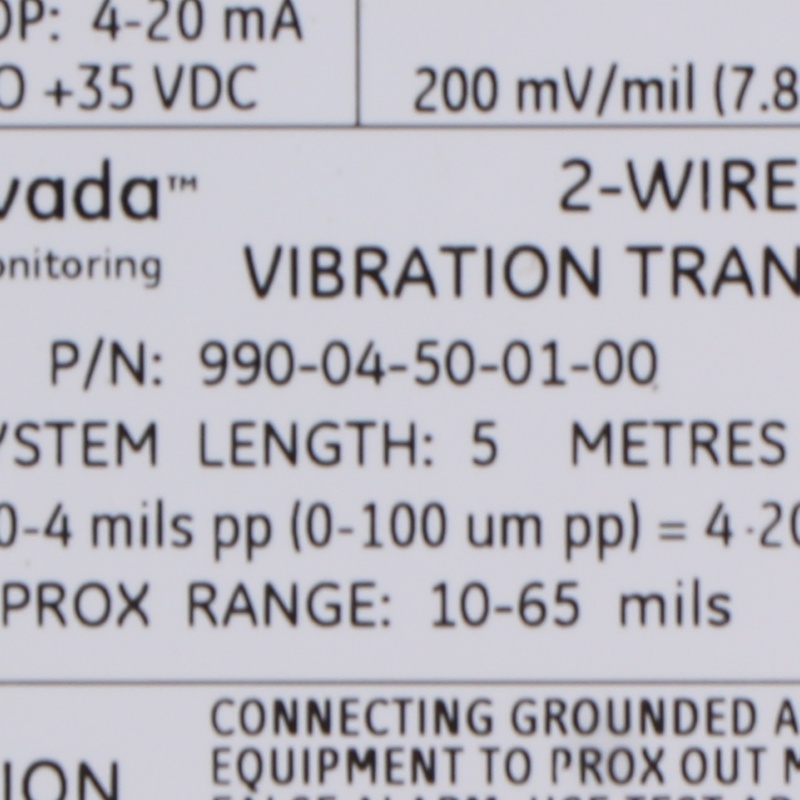 OP: 4-20 mA
O +35 VDC
200 mV/mil (7.8
vada™
onitoring
2-WIRE
VIBRATION TRAN
P/N: 990-04-50-01-00
YSTEM LENGTH: 5 METRES
0-4 mils pp (0-100 um pp) = 4-20
PROX RANGE: 10-65 mils
CONNECTING GROUNDED A
EQUIPMENT TO PROX OUT M
ION